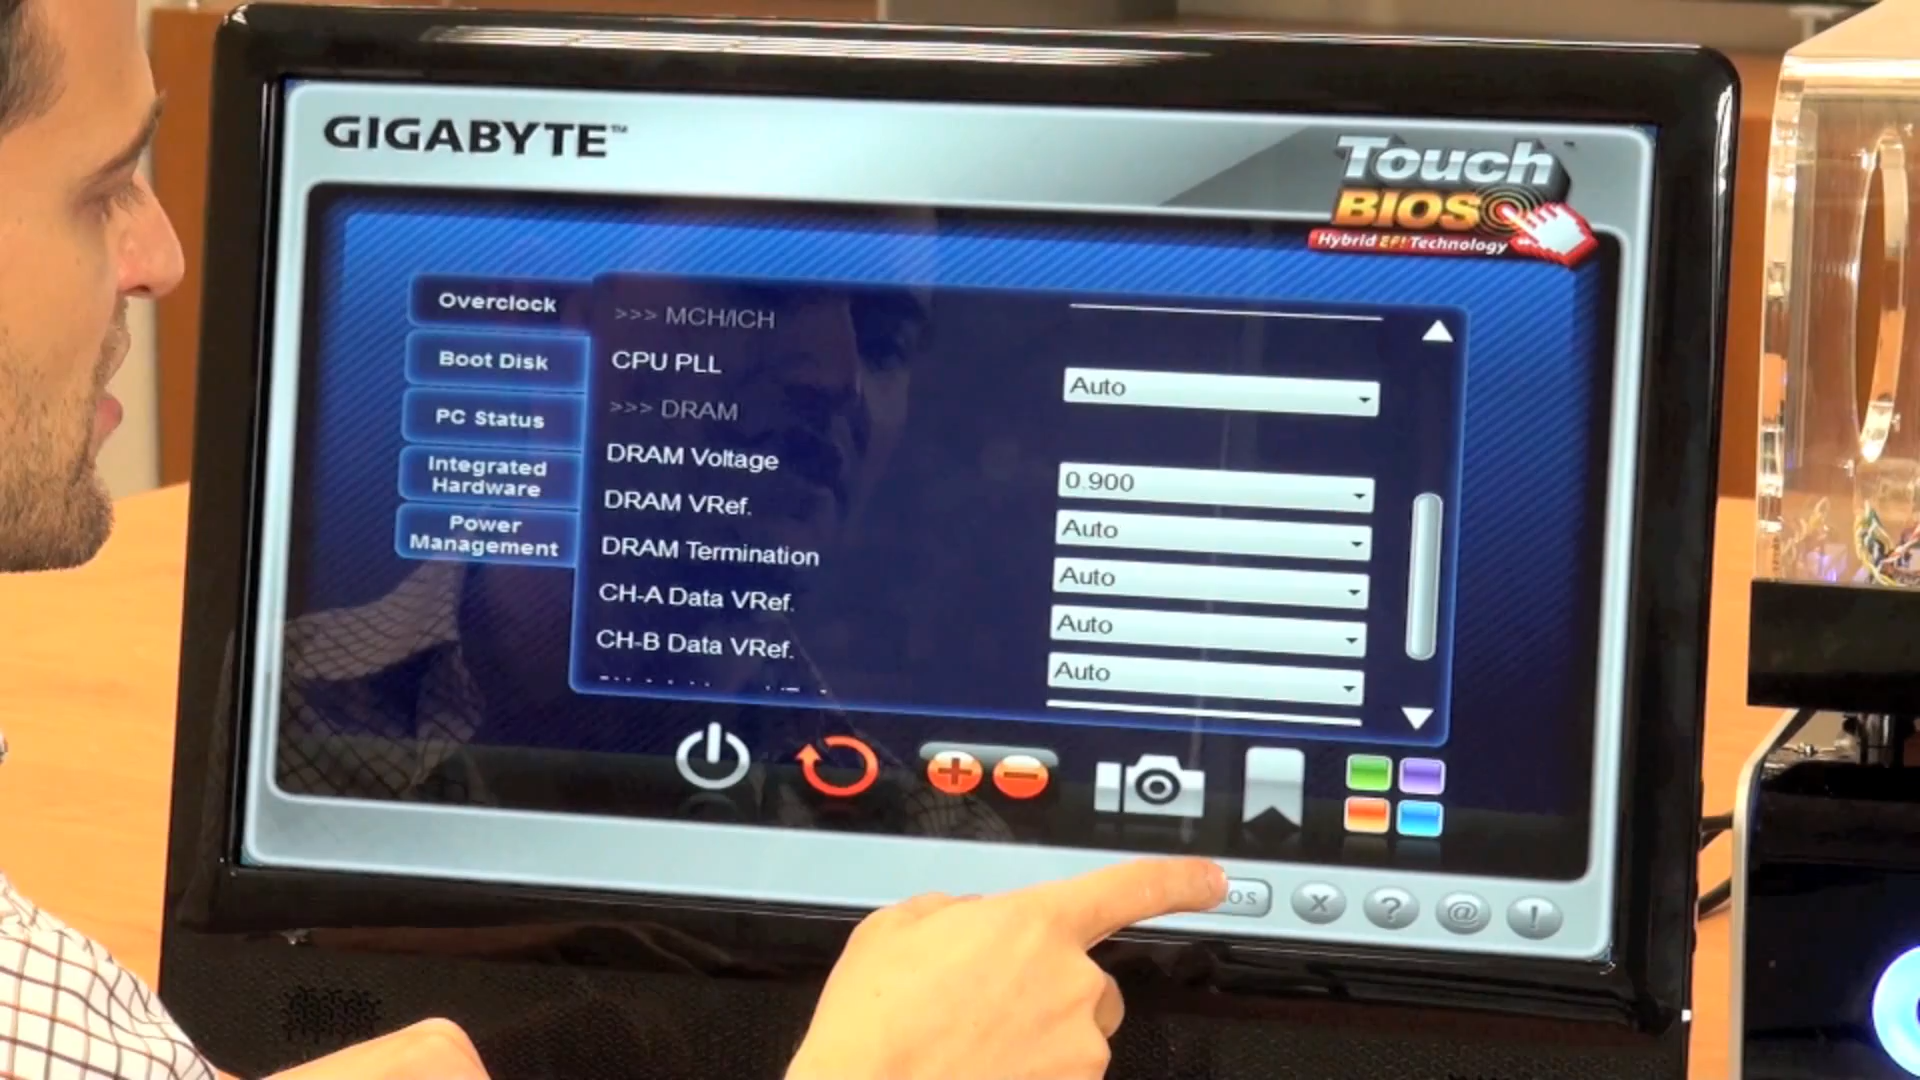 GIGABYTE™
Touch
BIOS
Hybrid EFI Technology
Overclock
Boot Disk
PC Status
Integrated
Hardware
Power
Management
>>> MCH/ICH
CPU PLL
Auto
>>> DRAM
DRAM Voltage
0.900
DRAM VRef.
Auto
DRAM Termination
Auto
CH-A Data VRef.
Auto
CH-B Data VRef.
Auto
X
?
@
!